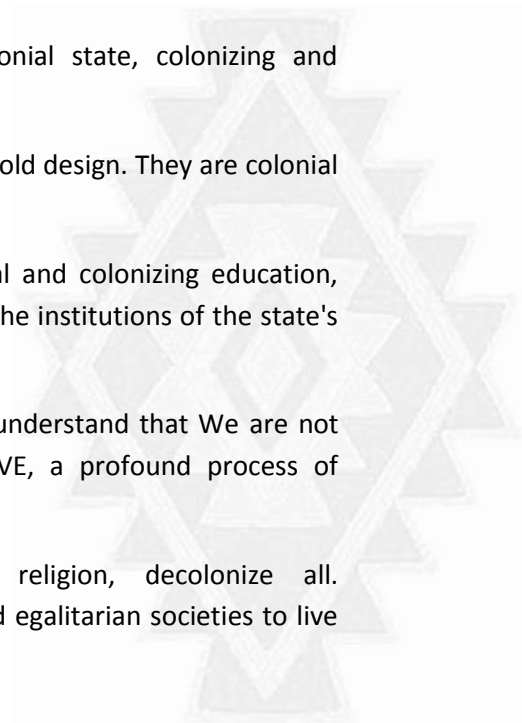 onial state, colonizing and
old design. They are colonial
al and colonizing education,
he institutions of the state's
understand that We are not
VE, a profound process of
religion, decolonize all.
d egalitarian societies to live